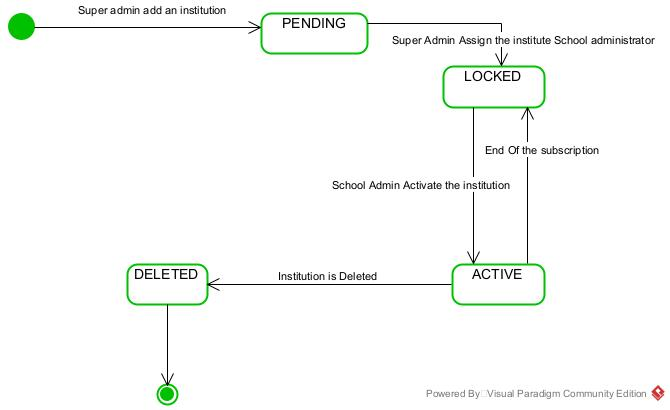 Super admin add an institution
PENDING
Super Admin Assign the institute School administrator
LOCKED
End Of the subscription
School Admin Activate the institution
DELETED
Institution is Deleted
ACTIVE
Powered By Visual Paradigm Community Edition